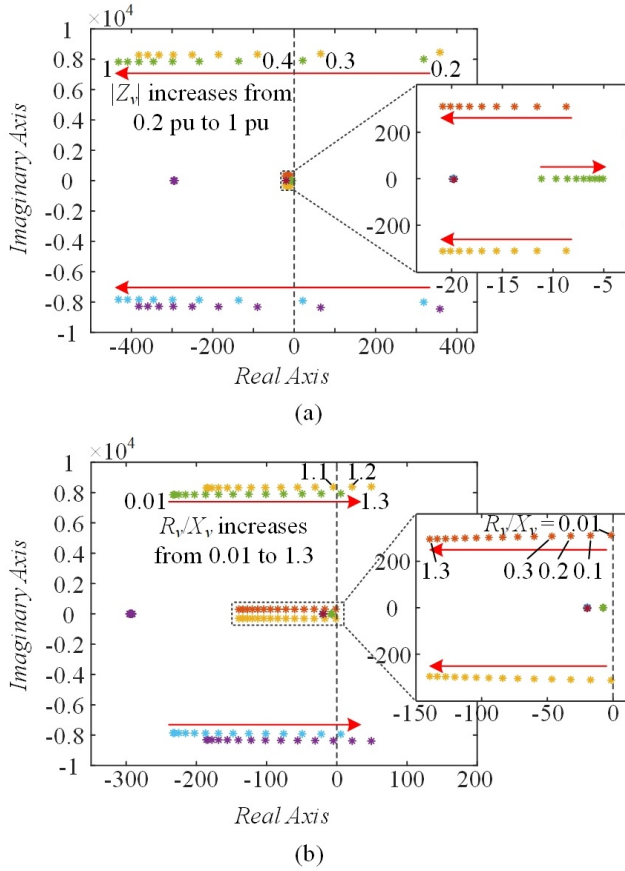 1 ×10⁴
0.8
0.6
0.4
0.2
0
-0.2
-0.4
-0.6
-0.8
-1
Imaginary Axis
1
0.4
0.3
0.2
|Z_v| increases from
0.2 pu to 1 pu
200
0
-200
-20 -15 -10 -5
-400 -200 0 200 400
Real Axis
(a)
1 ×10⁴
0.8
0.6
0.4
0.2
0
-0.2
-0.4
-0.6
-0.8
-1
Imaginary Axis
1.1
1.2
0.01
1.3
R_v/X_v increases
from 0.01 to 1.3
R_v/X_v = 0.01
1.3
0.3
0.2
0.1
200
0
-200
-150 -100 -50 0
-300 -200 -100 0 100 200
Real Axis
(b)